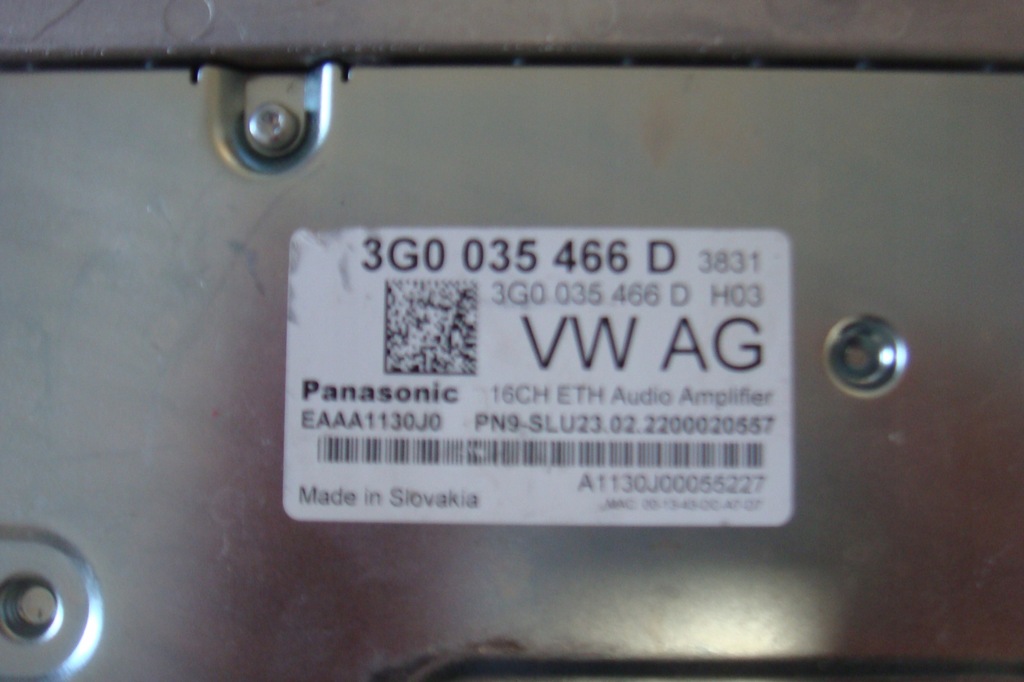 3G0 035 466 D 3831
3G0 035 466 D H03
VW AG
Panasonic 16CH ETH Audio Amplifier
EAAA1130J0 PN9-SLU23.02.2200020557
A1130J00055227
Made in Slovakia
MAC: